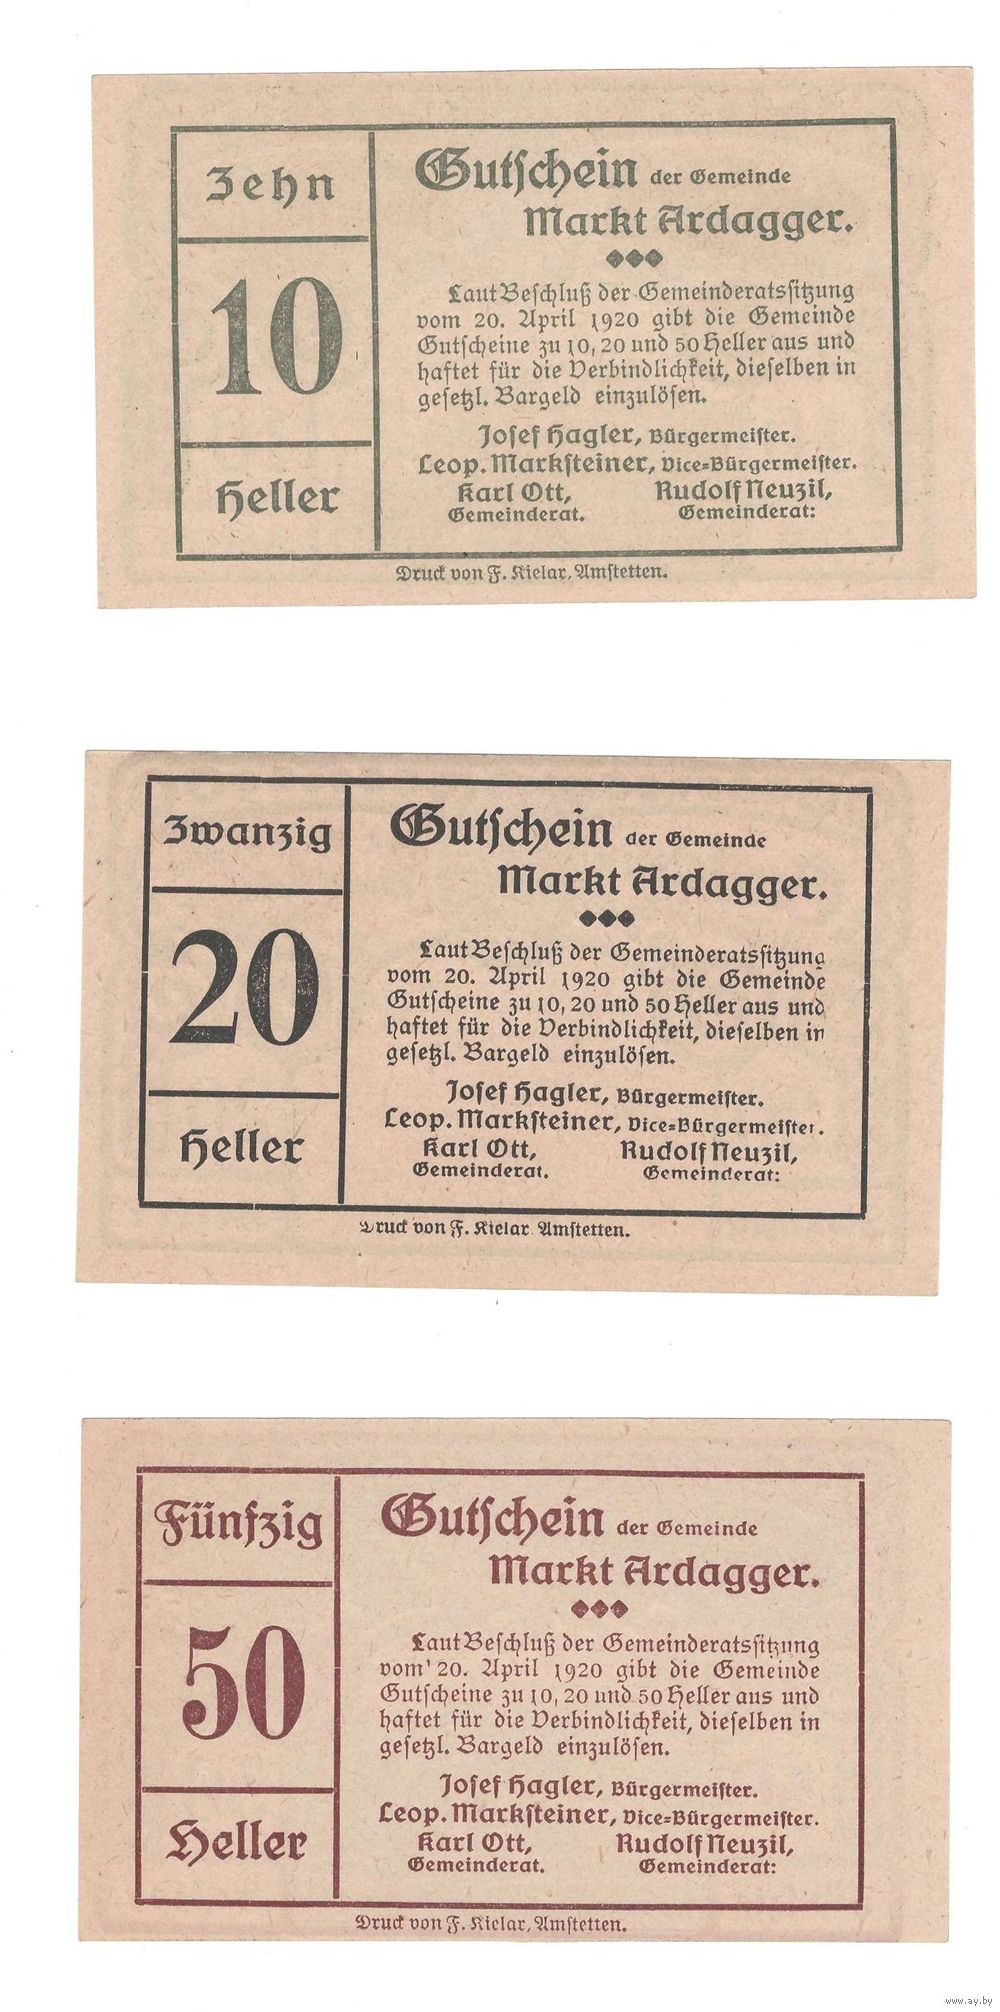 Zehn
10
Heller
Gutschein der Gemeinde
Markt Ardagger.
Laut Beschluß der Gemeinderatssitzung
vom 20. April 1920 gibt die Gemeinde
Gutscheine zu 10, 20 und 50 Heller aus und
haftet für die Verbindlichkeit, dieselben in
gesetzl. Bargeld einzulösen.
Josef Hagler, Bürgermeister.
Leop. Marksteiner, Vice-Bürgermeister.
Karl Ott, Rudolf Neuzil,
Gemeinderat. Gemeinderat:
Druck von F. Kielar, Amstetten.
Zwanzig
20
Heller
Gutschein der Gemeinde
Markt Ardagger.
Laut Beschluß der Gemeinderatssitzung
vom 20. April 1920 gibt die Gemeinde
Gutscheine zu 10, 20 und 50 Heller aus und
haftet für die Verbindlichkeit, dieselben in
gesetzl. Bargeld einzulösen.
Josef Hagler, Bürgermeister.
Leop. Marksteiner, Vice-Bürgermeister.
Karl Ott, Rudolf Neuzil,
Gemeinderat. Gemeinderat:
Druck von F. Kielar Amstetten.
Fünfzig
50
Heller
Gutschein der Gemeinde
Markt Ardagger.
Laut Beschluß der Gemeinderatssitzung
vom 20. April 1920 gibt die Gemeinde
Gutscheine zu 10, 20 und 50 Heller aus und
haftet für die Verbindlichkeit, dieselben in
gesetzl. Bargeld einzulösen.
Josef Hagler, Bürgermeister.
Leop. Marksteiner, Vice-Bürgermeister.
Karl Ott, Rudolf Neuzil,
Gemeinderat. Gemeinderat:
Druck von F. Kielar, Amstetten.
www.ay.by